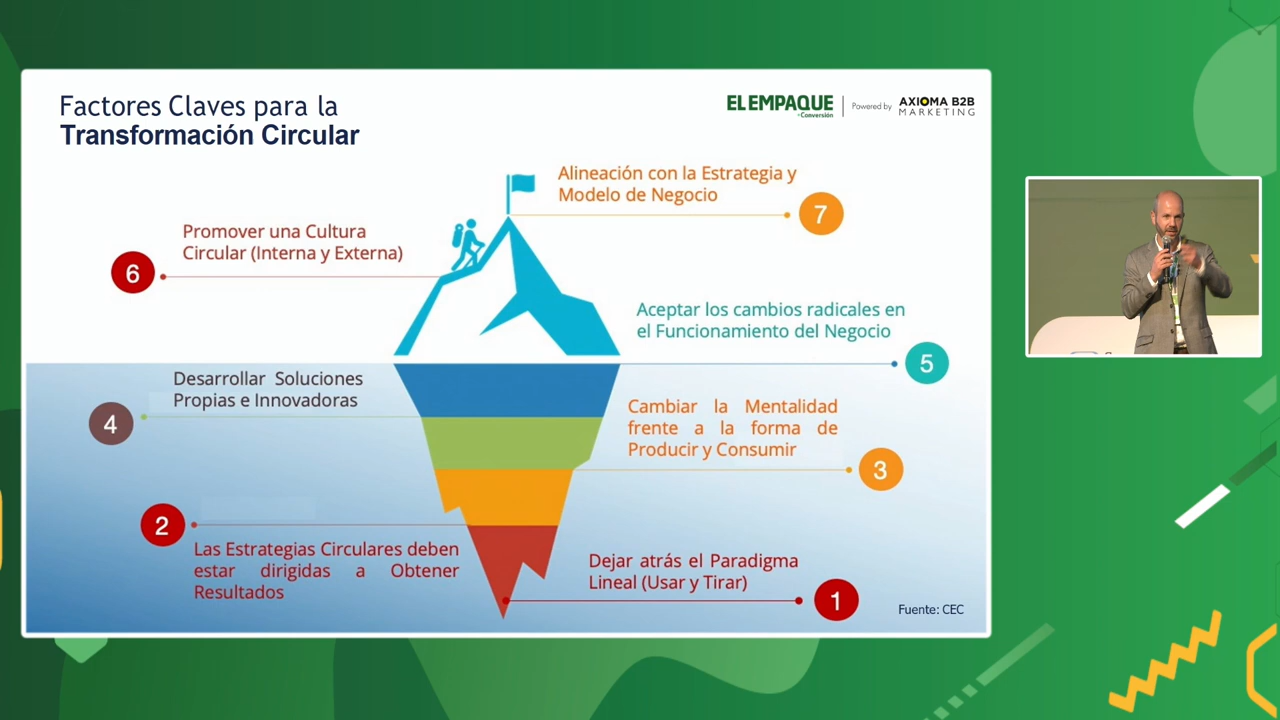 Factores Claves para la
Transformación Circular
EL EMPAQUE
+Conversión
Powered by
AXIOMA B2B
MARKETING
Alineación con la Estrategia y
Modelo de Negocio
7
Promover una Cultura
Circular (Interna y Externa)
6
Aceptar los cambios radicales en
el Funcionamiento del Negocio
5
Desarrollar Soluciones
Propias e Innovadoras
4
Cambiar la Mentalidad
frente a la forma de
Producir y Consumir
3
2
Las Estrategias Circulares deben
estar dirigidas a Obtener
Resultados
Dejar atrás el Paradigma
Lineal (Usar y Tirar)
1
Fuente: CEC